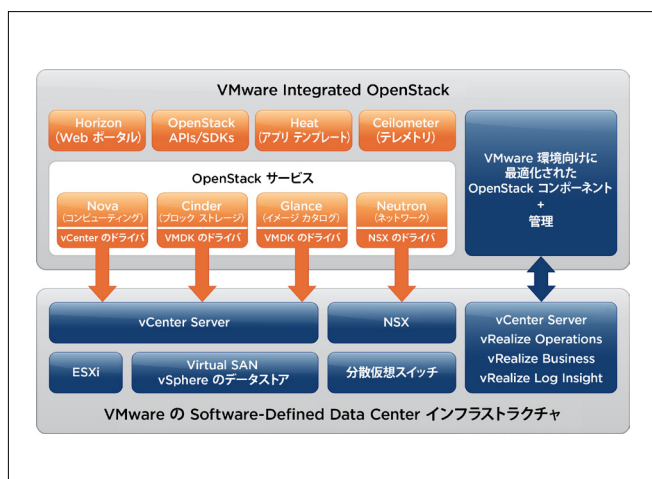 VMware Integrated OpenStack
Horizon
(Web ポータル)
OpenStack
APIs/SDKs
Heat
(アプリ テンプレート)
Ceilometer
(テレメトリ)
VMware 環境向けに
最適化された
OpenStack コンポーネント
+
管理
OpenStack サービス
Nova
(コンピューティング)
vCenter のドライバ
Cinder
(ブロック ストレージ)
VMDK のドライバ
Glance
(イメージ カタログ)
VMDK のドライバ
Neutron
(ネットワーク)
NSX のドライバ
vCenter Server
NSX
vCenter Server
vRealize Operations
vRealize Business
vRealize Log Insight
ESXi
Virtual SAN
vSphere のデータストア
分散仮想スイッチ
VMware の Software-Defined Data Center インフラストラクチャ